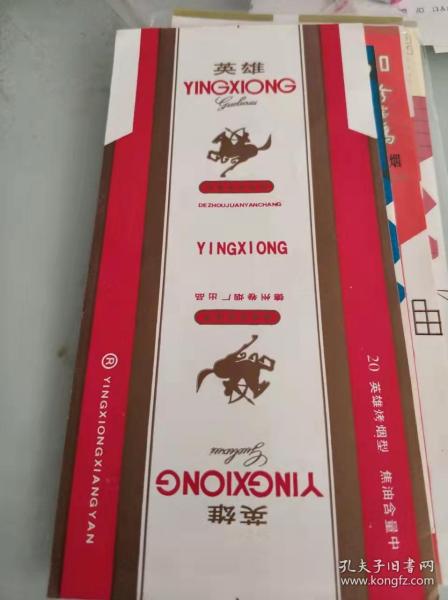 英雄
YINGXIONG
DEZHOUJUANYANCHANG
YINGXIONG
德州卷烟厂出品
YINGXIONG
英雄
® YINGXIONGXIANGYAN
20 英雄烤烟型 焦油含量中
烟
孔夫子旧书网
www.kongfz.com